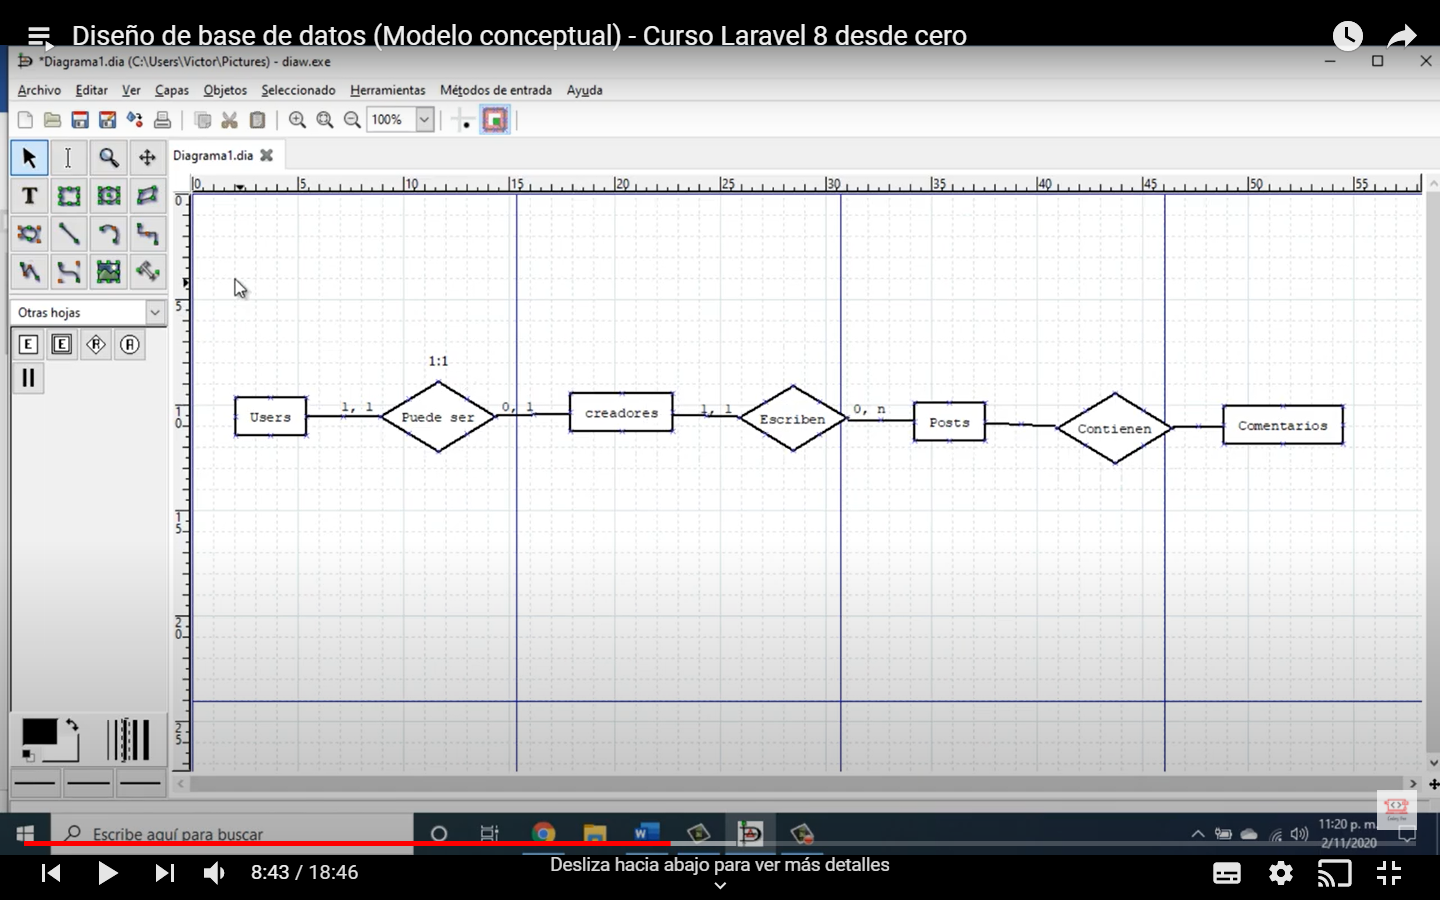 Diseño de base de datos (Modelo conceptual) - Curso Laravel 8 desde cero
*Diagrama1.dia (C:\Users\Victor\Pictures) - diaw.exe
Archivo Editar Ver Capas Objetos Seleccionado Herramientas Métodos de entrada Ayuda
100%
Diagrama1.dia
0 5 10 15 20 25 30 35 40 45 50 55
0
5
10
15
20
25
T
Otras hojas
E E R A
1:1
Users 1, 1 Puede ser 0, 1 creadores 1, 1 Escriben 0, n Posts Contienen Comentarios
Escribe aquí para buscar
11:20 p. m.
2/11/2020
8:43 / 18:46
Desliza hacia abajo para ver más detalles